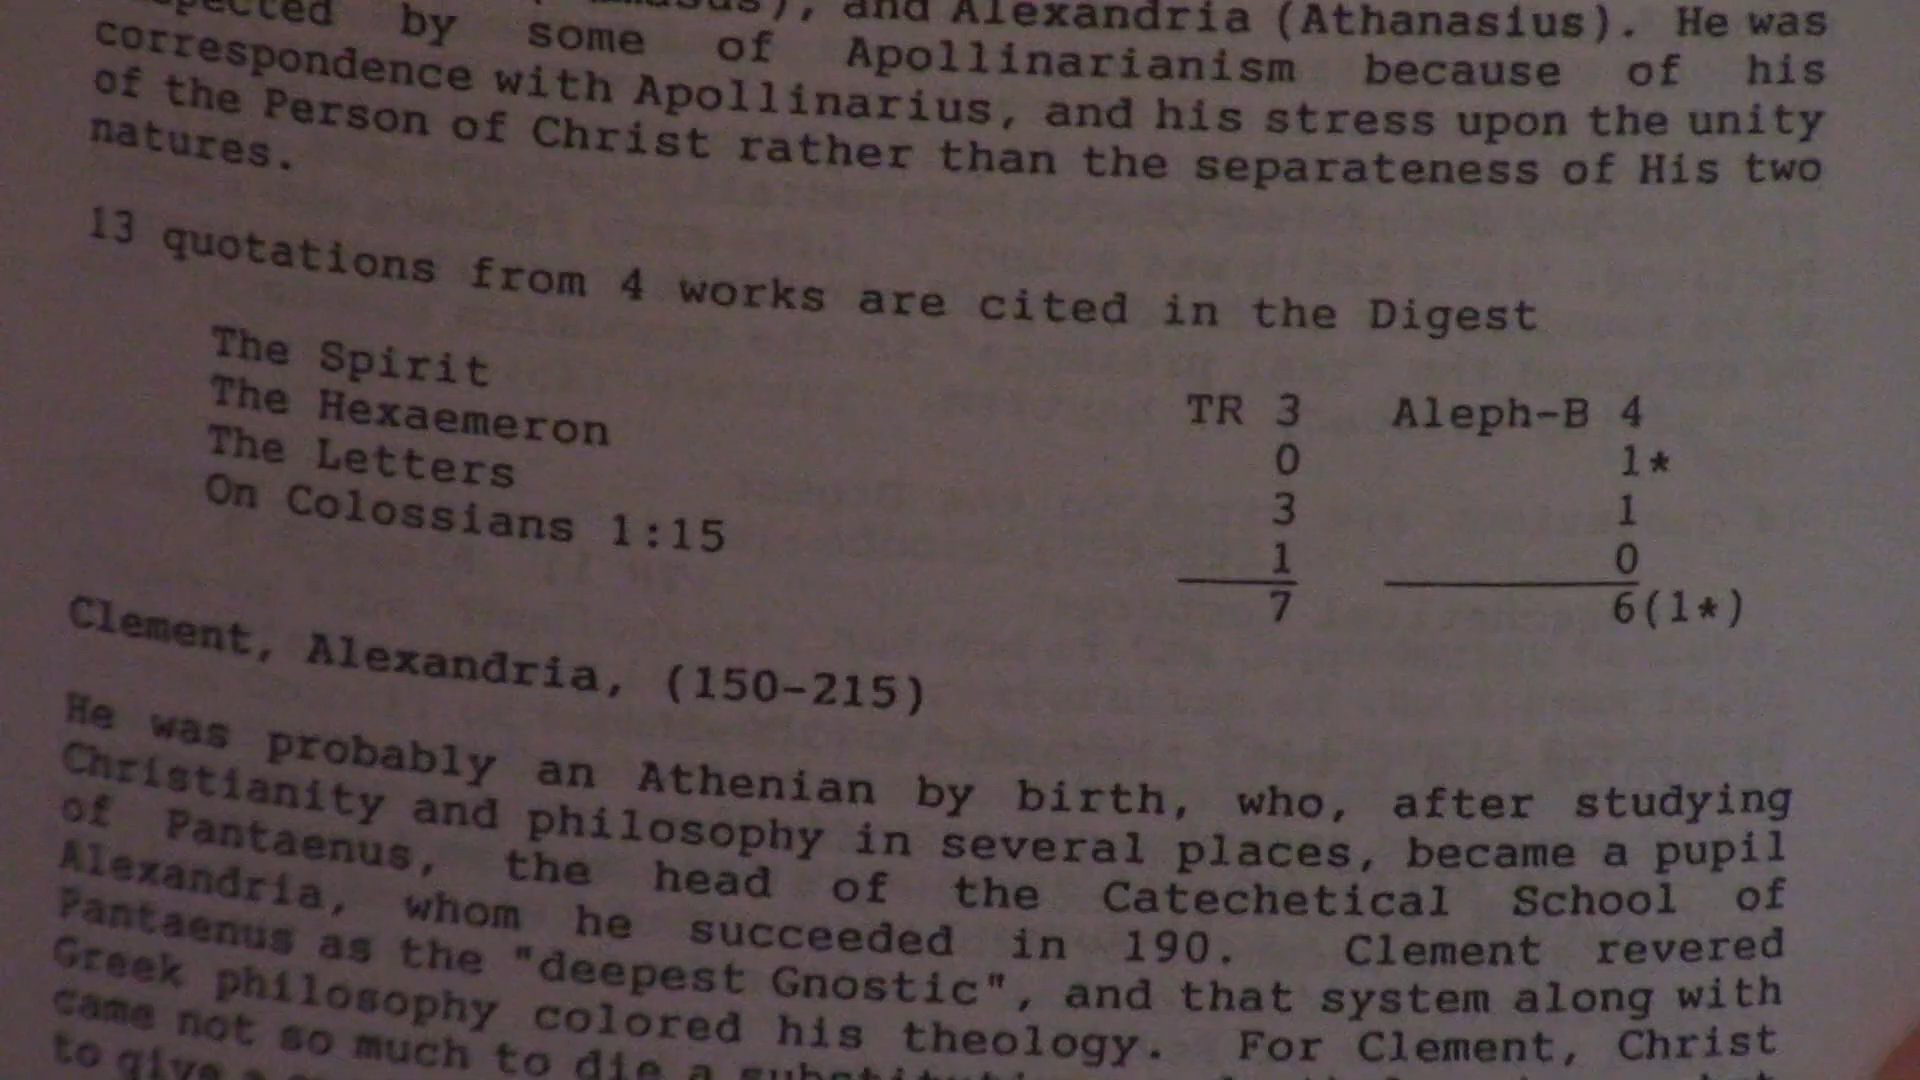 and Alexandria (Athanasius). He was
by some of Apollinarianism because of his
correspondence with Apollinarius, and his stress upon the unity
of the Person of Christ rather than the separateness of His two
natures.
13 quotations from 4 works are cited in the Digest
The Spirit TR 3 Aleph-B 4
The Hexaemeron 0 1*
The Letters 3 1
On Colossians 1:15 1 0
7 6(1*)
Clement, Alexandria, (150-215)
He was probably an Athenian by birth, who, after studying
Christianity and philosophy in several places, became a pupil
of Pantaenus, the head of the Catechetical School of
Alexandria, whom he succeeded in 190. Clement revered
Pantaenus as the "deepest Gnostic", and that system along with
Greek philosophy colored his theology. For Clement, Christ
came not so much to die a
to give